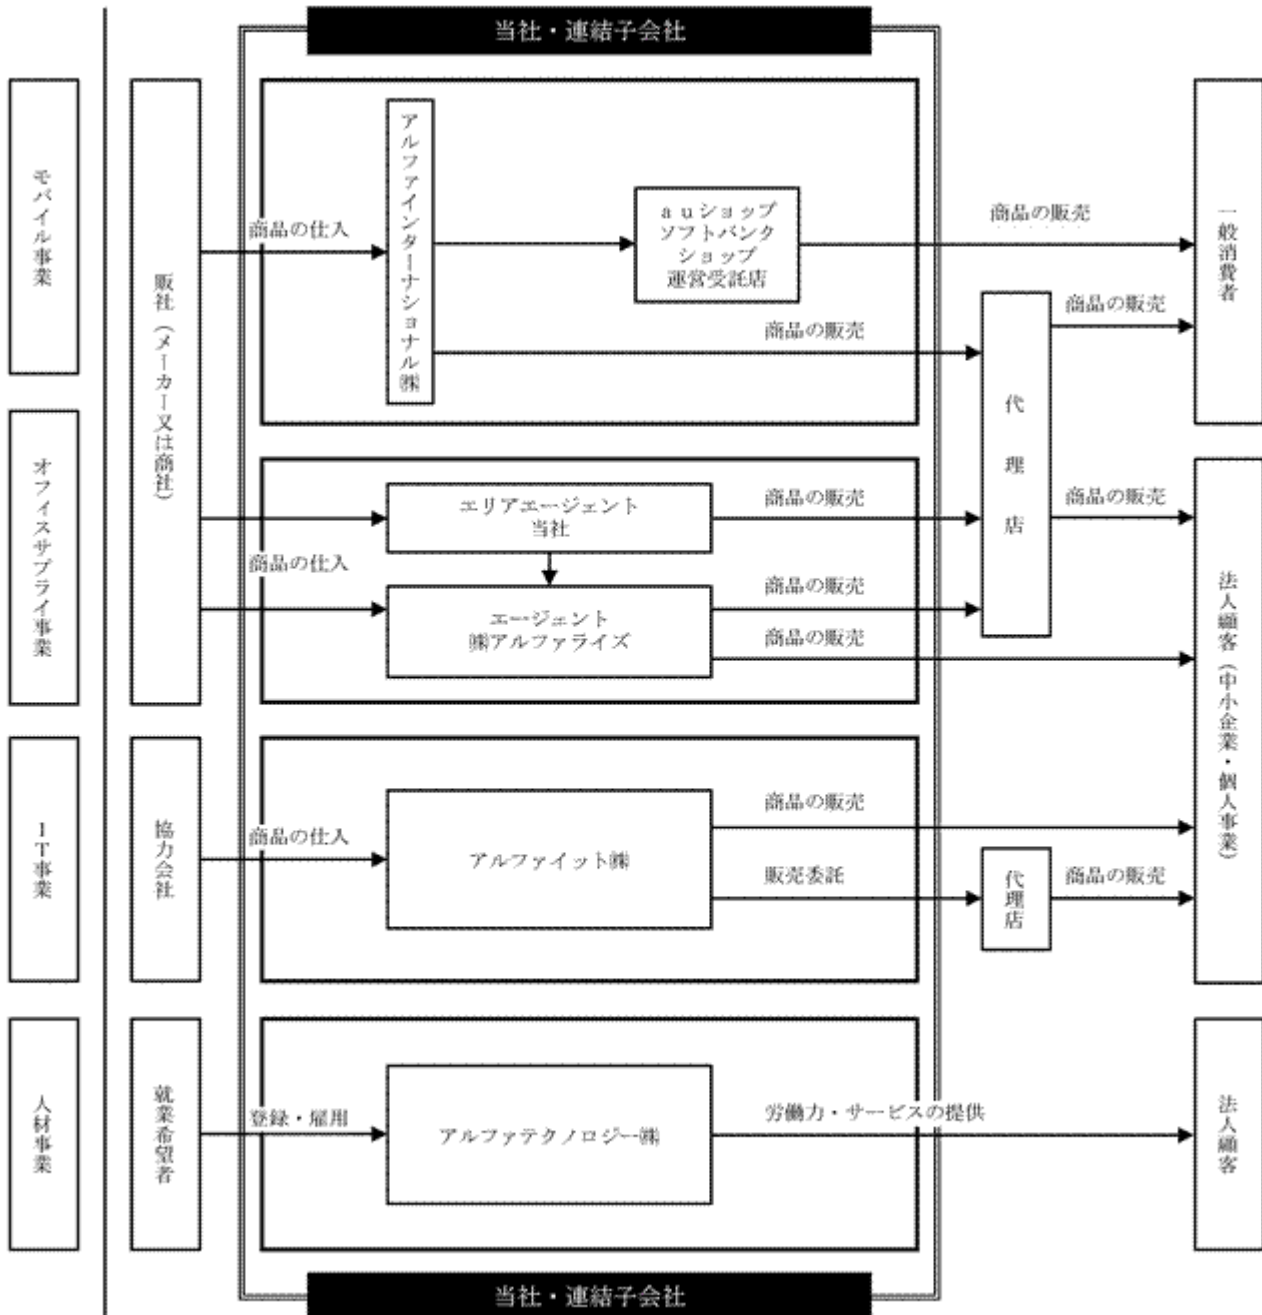 当社・連結子会社
モバイル事業
販社（メーカー又は商社）
商品の仕入
アルファインターナショナル㈱
ａｕショップ
ソフトバンク
ショップ
運営受託店
商品の販売
商品の販売
代理店
商品の販売
一般消費者
オフィスサプライ事業
商品の仕入
エリアエージェント
当社
エージェント
㈱アルファライズ
商品の販売
商品の販売
商品の販売
商品の販売
法人顧客（中小企業・個人事業）
ＩＴ事業
協力会社
商品の仕入
アルファイット㈱
商品の販売
販売委託
代理店
商品の販売
人材事業
就業希望者
登録・雇用
アルファテクノロジー㈱
労働力・サービスの提供
法人顧客
当社・連結子会社